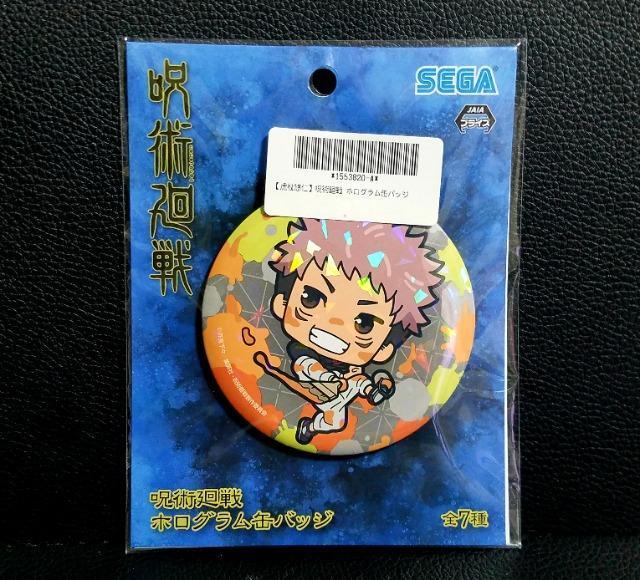 呪術廻戦
SEGA
JAIA
プライズ
*1553820-A*
【虎杖悠仁】呪術廻戦 ホログラム缶バッジ
呪術廻戦
ホログラム缶バッジ
全7種